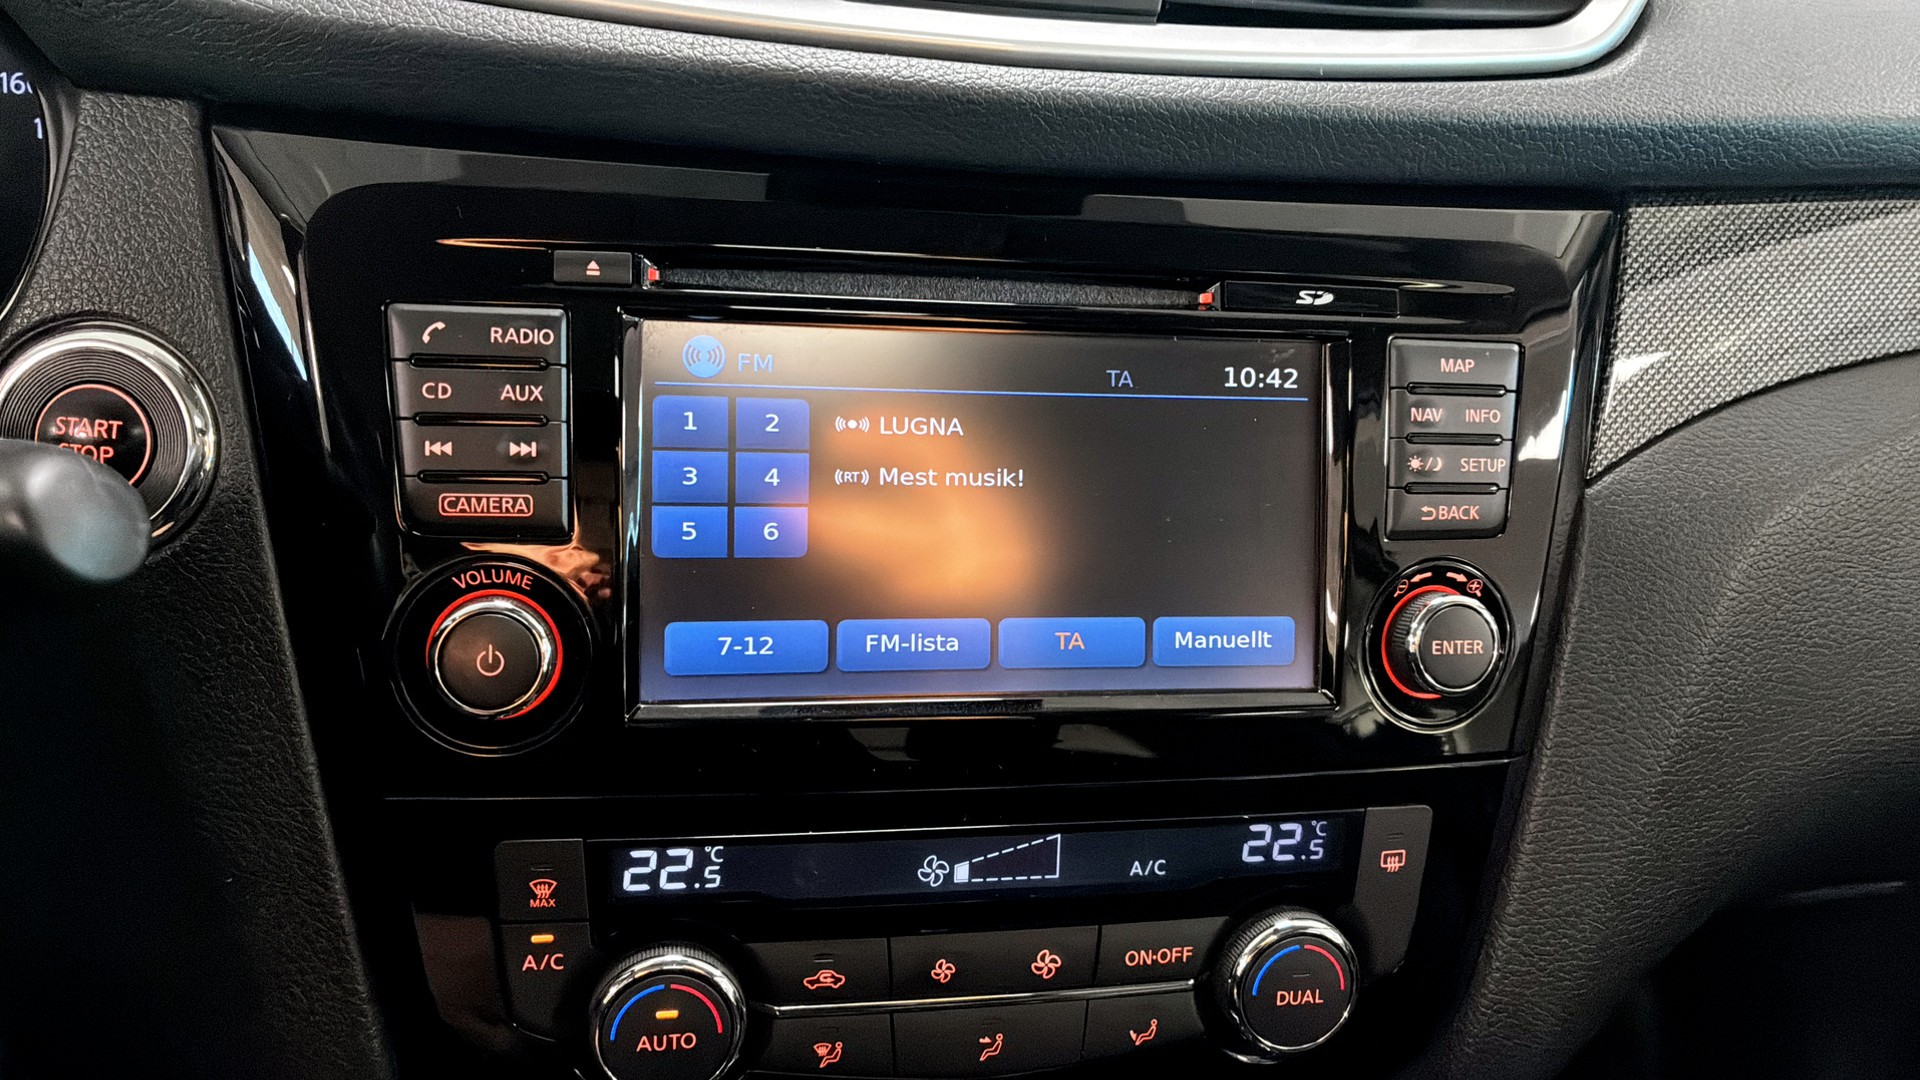 160
SD
RADIO
CD AUX
CAMERA
VOLUME
START
STOP
FM TA 10:42
1 2 LUGNA
3 4 RT Mest musik!
5 6
7-12 FM-lista TA Manuellt
MAP
NAV INFO
SETUP
BACK
ENTER
22.5°C A/C 22.5°C
MAX
A/C
ON·OFF
AUTO
DUAL